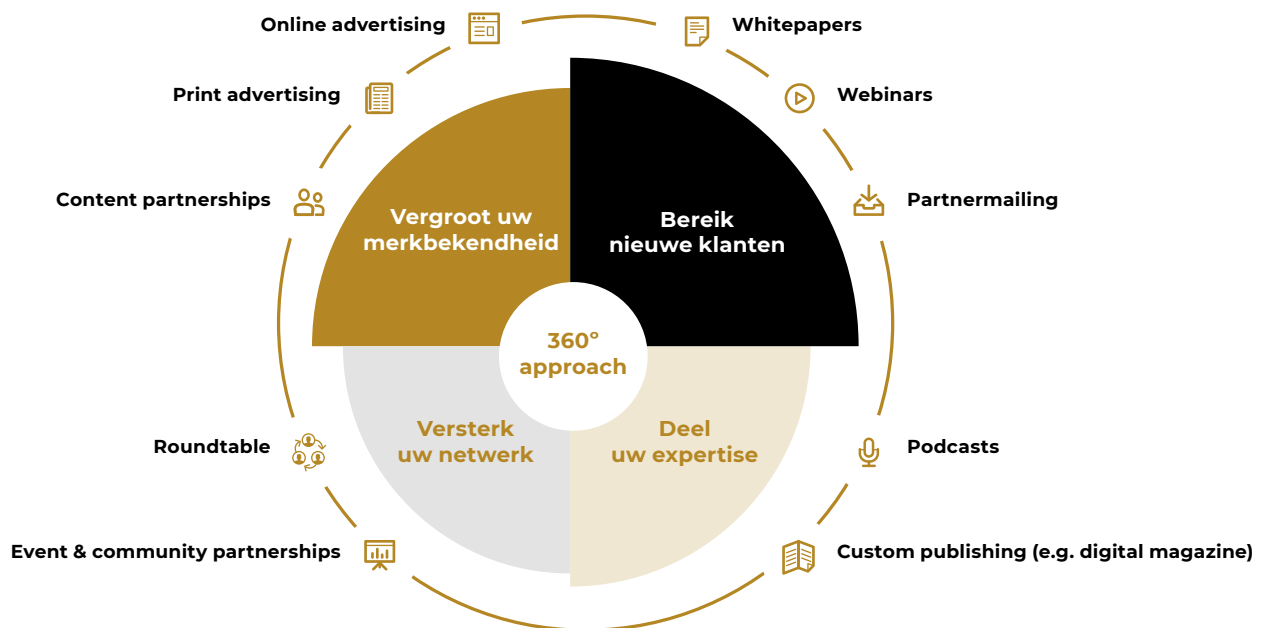 Online advertising
Whitepapers
Print advertising
Webinars
Content partnerships
Partnermailing
Vergroot uw
merkbekendheid
Bereik
nieuwe klanten
360º
approach
Versterk
uw netwerk
Deel
uw expertise
Roundtable
Podcasts
Event & community partnerships
Custom publishing (e.g. digital magazine)